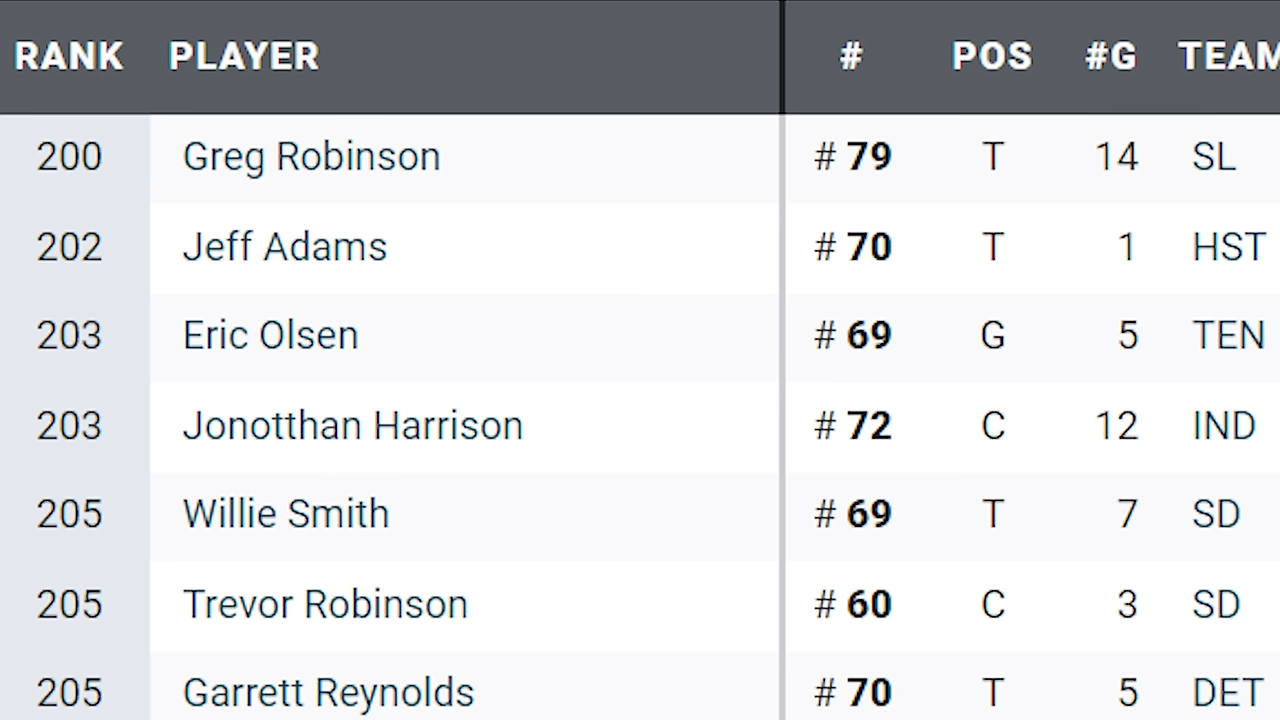 RANK PLAYER # POS #G TEAM
200 Greg Robinson # 79 T 14 SL
202 Jeff Adams # 70 T 1 HST
203 Eric Olsen # 69 G 5 TEN
203 Jonotthan Harrison # 72 C 12 IND
205 Willie Smith # 69 T 7 SD
205 Trevor Robinson # 60 C 3 SD
205 Garrett Reynolds # 70 T 5 DET